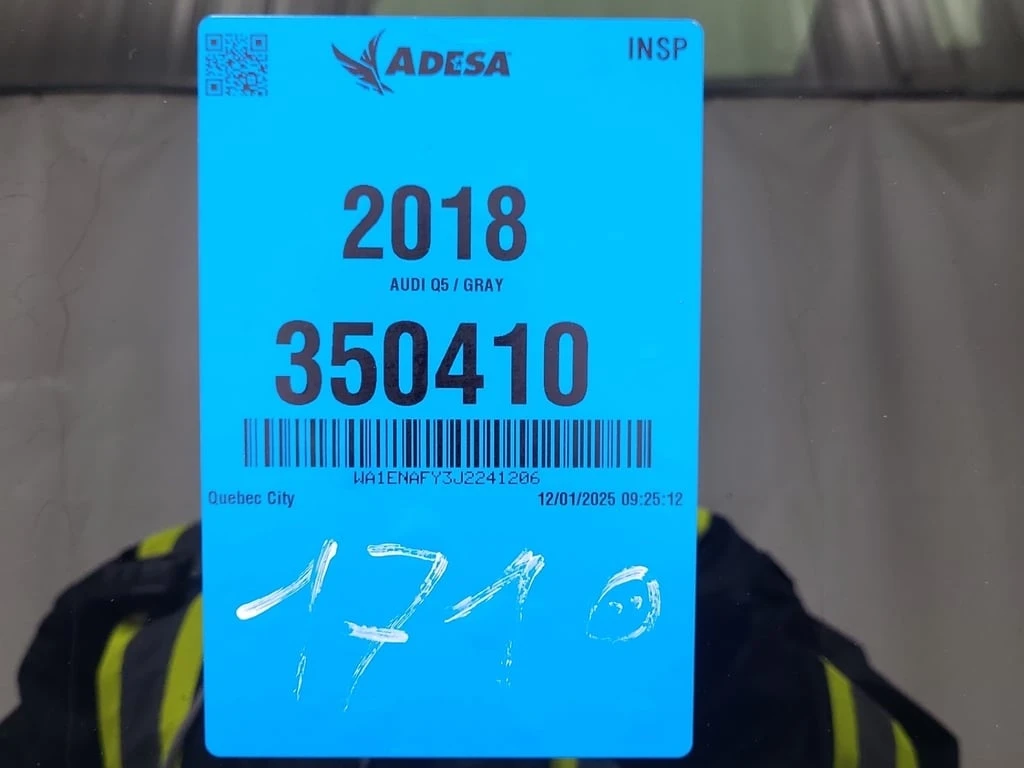 ADESA
INSP
2018
AUDI Q5 / GRAY
350410
WA1ENAFY3J2241206
Quebec City
12/01/2025 09:25:12
1710